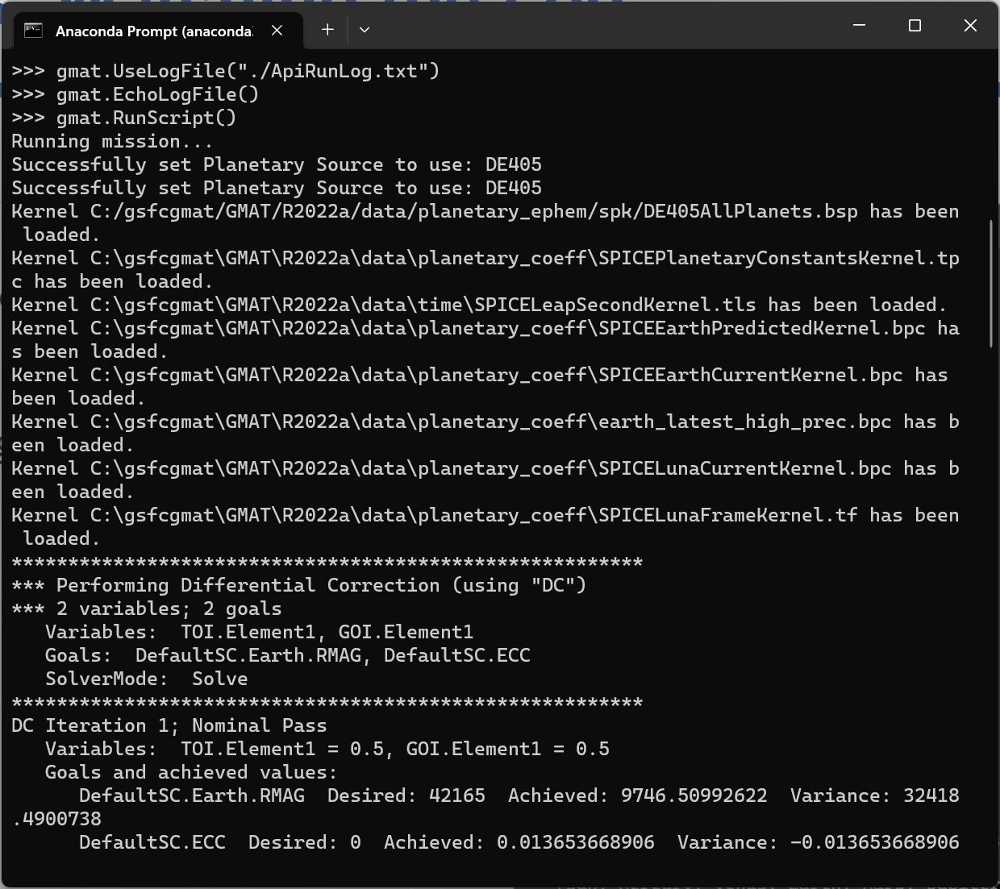 Anaconda Prompt (anaconda
>>> gmat.UseLogFile("./ApiRunLog.txt")
>>> gmat.EchoLogFile()
>>> gmat.RunScript()
Running mission...
Successfully set Planetary Source to use: DE405
Successfully set Planetary Source to use: DE405
Kernel C:/gsfcgmat/GMAT/R2022a/data/planetary_ephem/spk/DE405AllPlanets.bsp has been
 loaded.
Kernel C:\gsfcgmat\GMAT\R2022a\data\planetary_coeff\SPICEPlanetaryConstantsKernel.tp
c has been loaded.
Kernel C:\gsfcgmat\GMAT\R2022a\data\time\SPICELeapSecondKernel.tls has been loaded.
Kernel C:\gsfcgmat\GMAT\R2022a\data\planetary_coeff\SPICEEarthPredictedKernel.bpc ha
s been loaded.
Kernel C:\gsfcgmat\GMAT\R2022a\data\planetary_coeff\SPICEEarthCurrentKernel.bpc has
been loaded.
Kernel C:\gsfcgmat\GMAT\R2022a\data\planetary_coeff\earth_latest_high_prec.bpc has b
een loaded.
Kernel C:\gsfcgmat\GMAT\R2022a\data\planetary_coeff\SPICELunaCurrentKernel.bpc has b
een loaded.
Kernel C:\gsfcgmat\GMAT\R2022a\data\planetary_coeff\SPICELunaFrameKernel.tf has been
 loaded.
********************************************************
*** Performing Differential Correction (using "DC")
*** 2 variables; 2 goals
   Variables:  TOI.Element1, GOI.Element1
   Goals:  DefaultSC.Earth.RMAG, DefaultSC.ECC
   SolverMode:  Solve
********************************************************
DC Iteration 1; Nominal Pass
   Variables:  TOI.Element1 = 0.5, GOI.Element1 = 0.5
   Goals and achieved values:
      DefaultSC.Earth.RMAG  Desired: 42165  Achieved: 9746.50992622  Variance: 32418
.4900738
      DefaultSC.ECC  Desired: 0  Achieved: 0.013653668906  Variance: -0.013653668906